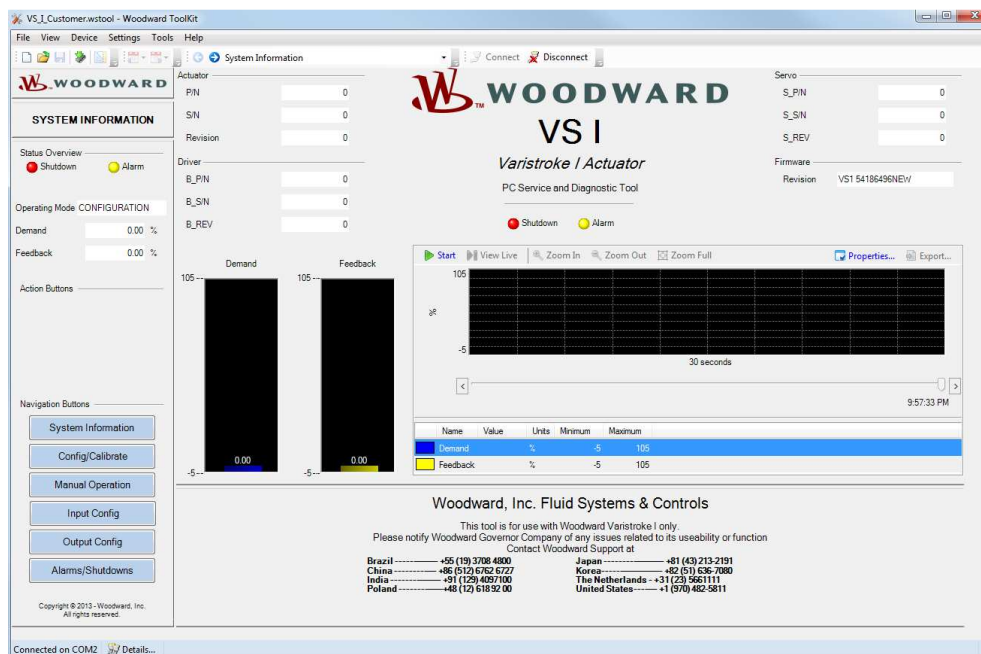 VS_I_Customer.wstool - Woodward ToolKit
File View Device Settings Tools Help
System Information Connect Disconnect
WOODWARD
SYSTEM INFORMATION
Status Overview
Shutdown Alarm
Operating Mode CONFIGURATION
Demand 0.00 %
Feedback 0.00 %
Action Buttons
Navigation Buttons
System Information
Config/Calibrate
Manual Operation
Input Config
Output Config
Alarms/Shutdowns
Copyright © 2013 - Woodward, Inc.
All rights reserved.
Actuator
P/N 0
S/N 0
Revision 0
Driver
B_P/N 0
B_S/N 0
B_REV 0
WOODWARD
TM
VS I
Varistroke I Actuator
PC Service and Diagnostic Tool
Shutdown Alarm
Servo
S_P/N 0
S_S/N 0
S_REV 0
Firmware
Revision VS1 54186496NEW
Demand Feedback
105 105
0.00 0.00
-5 -5
Start View Live Zoom In Zoom Out Zoom Full Properties... Export...
105
%
-5
30 seconds
9:57:33 PM
Name Value Units Minimum Maximum
Demand % -5 105
Feedback % -5 105
Woodward, Inc. Fluid Systems & Controls
This tool is for use with Woodward Varistroke I only.
Please notify Woodward Governor Company of any issues related to its useability or function
Contact Woodward Support at
Brazil ---------- +55 (19) 3708 4800 Japan ------------- +81 (43) 213-2191
China ---------- +86 (512) 6762 6727 Korea-------------- +82 (51) 636-7080
India ----------- +91 (129) 4097100 The Netherlands - +31 (23) 5661111
Poland ----------+48 (12) 618 92 00 United States------ +1 (970) 482-5811
Connected on COM2 Details...